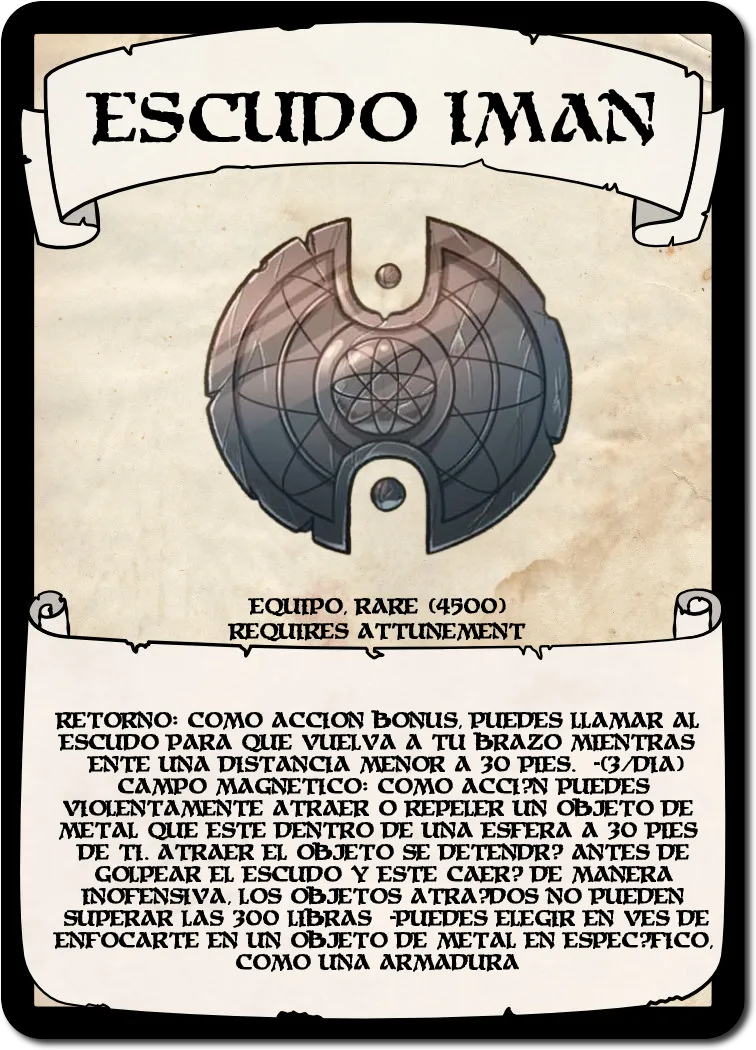 ESCUDO IMAN
EQUIPO, RARE (4500)
REQUIRES ATTUNEMENT
RETORNO: COMO ACCION BONUS, PUEDES LLAMAR AL
ESCUDO PARA QUE VUELVA A TU BRAZO MIENTRAS
ENTE UNA DISTANCIA MENOR A 30 PIES. -(3/DIA)
CAMPO MAGNETICO: COMO ACCI?N PUEDES
VIOLENTAMENTE ATRAER O REPELER UN OBJETO DE
METAL QUE ESTE DENTRO DE UNA ESFERA A 30 PIES
DE TI. ATRAER EL OBJETO SE DETENDR? ANTES DE
GOLPEAR EL ESCUDO Y ESTE CAER? DE MANERA
INOFENSIVA, LOS OBJETOS ATRA?DOS NO PUEDEN
SUPERAR LAS 300 LIBRAS -PUEDES ELEGIR EN VES DE
ENFOCARTE EN UN OBJETO DE METAL EN ESPEC?FICO,
COMO UNA ARMADURA